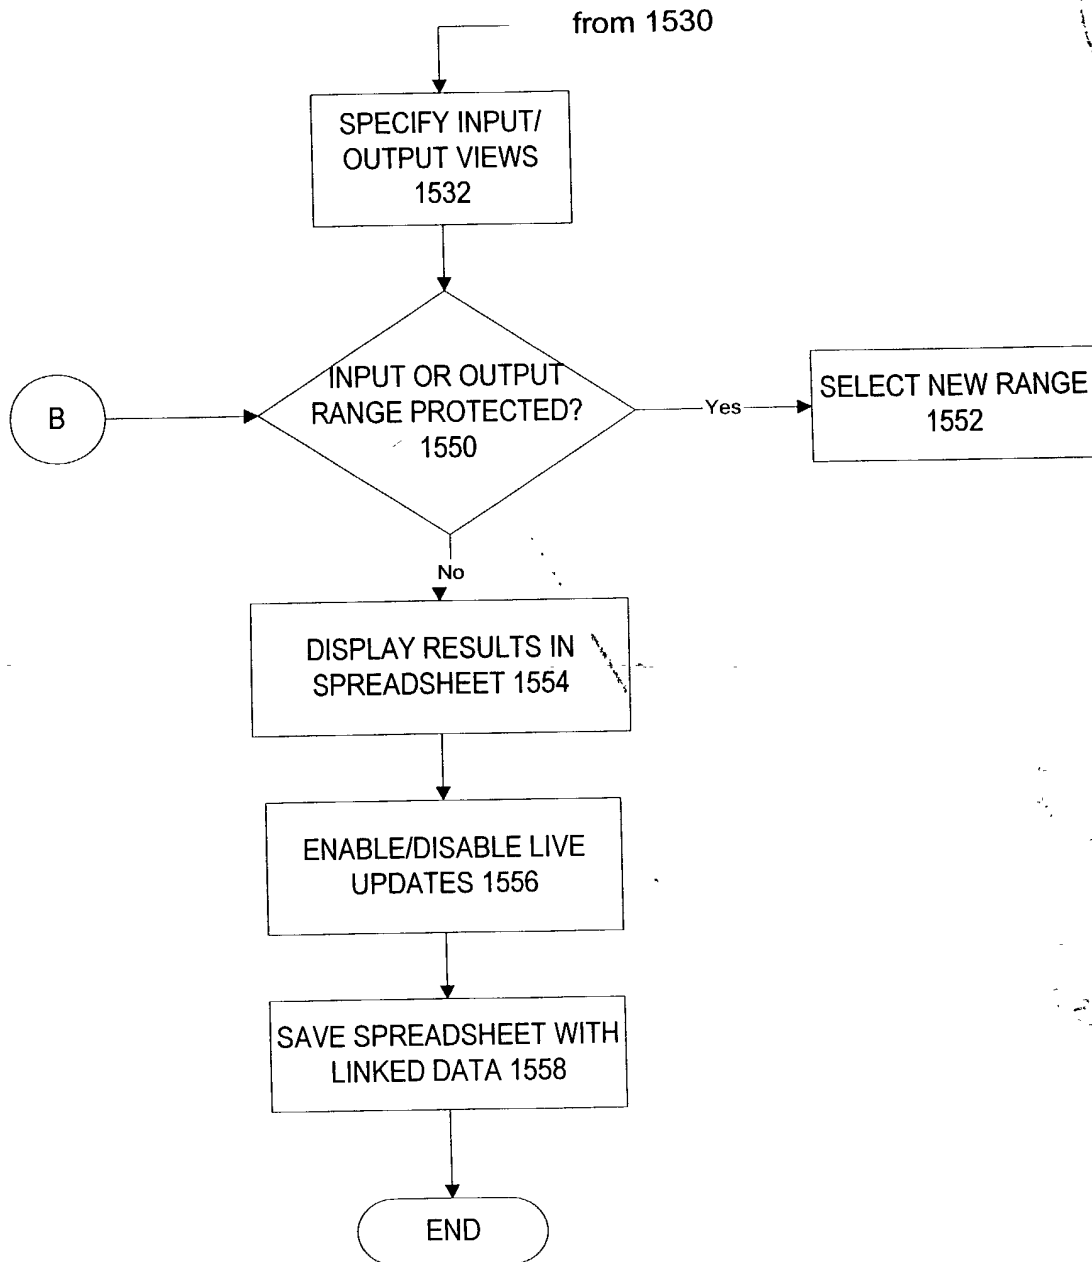 from 1530
SPECIFY INPUT/
OUTPUT VIEWS
1532
INPUT OR OUTPUT
RANGE PROTECTED?
1550
B
Yes
SELECT NEW RANGE
1552
No
DISPLAY RESULTS IN
SPREADSHEET 1554
ENABLE/DISABLE LIVE
UPDATES 1556
SAVE SPREADSHEET WITH
LINKED DATA 1558
END